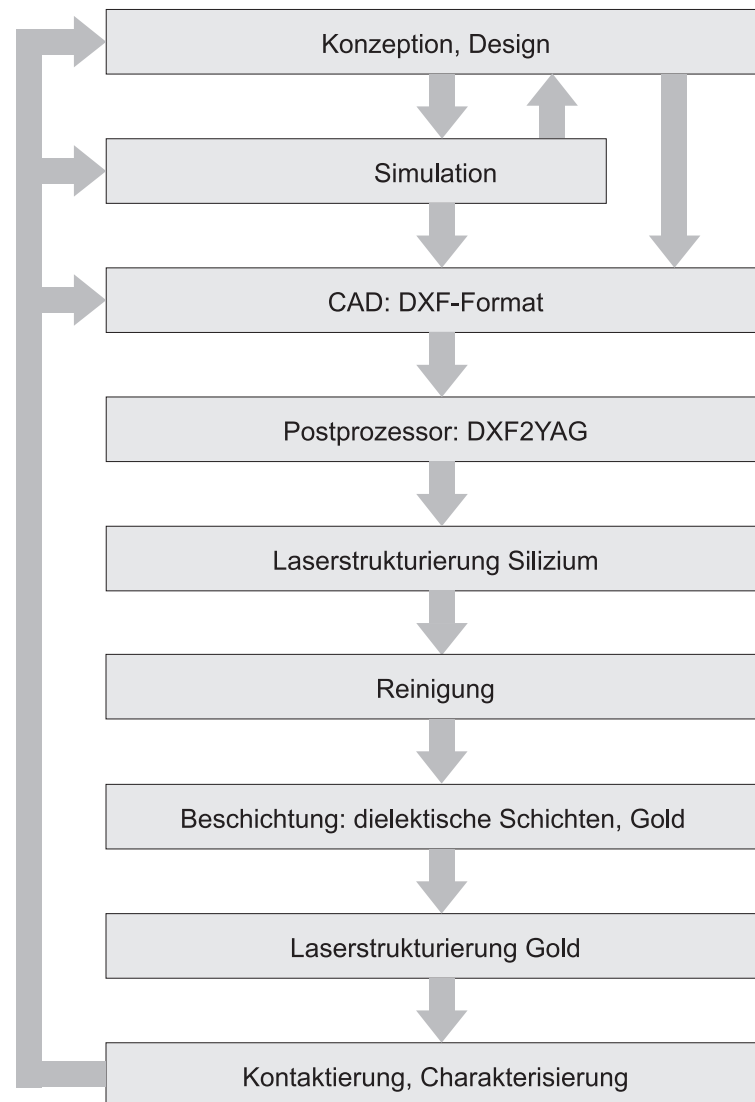 Konzeption, Design
Simulation
CAD: DXF-Format
Postprozessor: DXF2YAG
Laserstrukturierung Silizium
Reinigung
Beschichtung: dielektische Schichten, Gold
Laserstrukturierung Gold
Kontaktierung, Charakterisierung